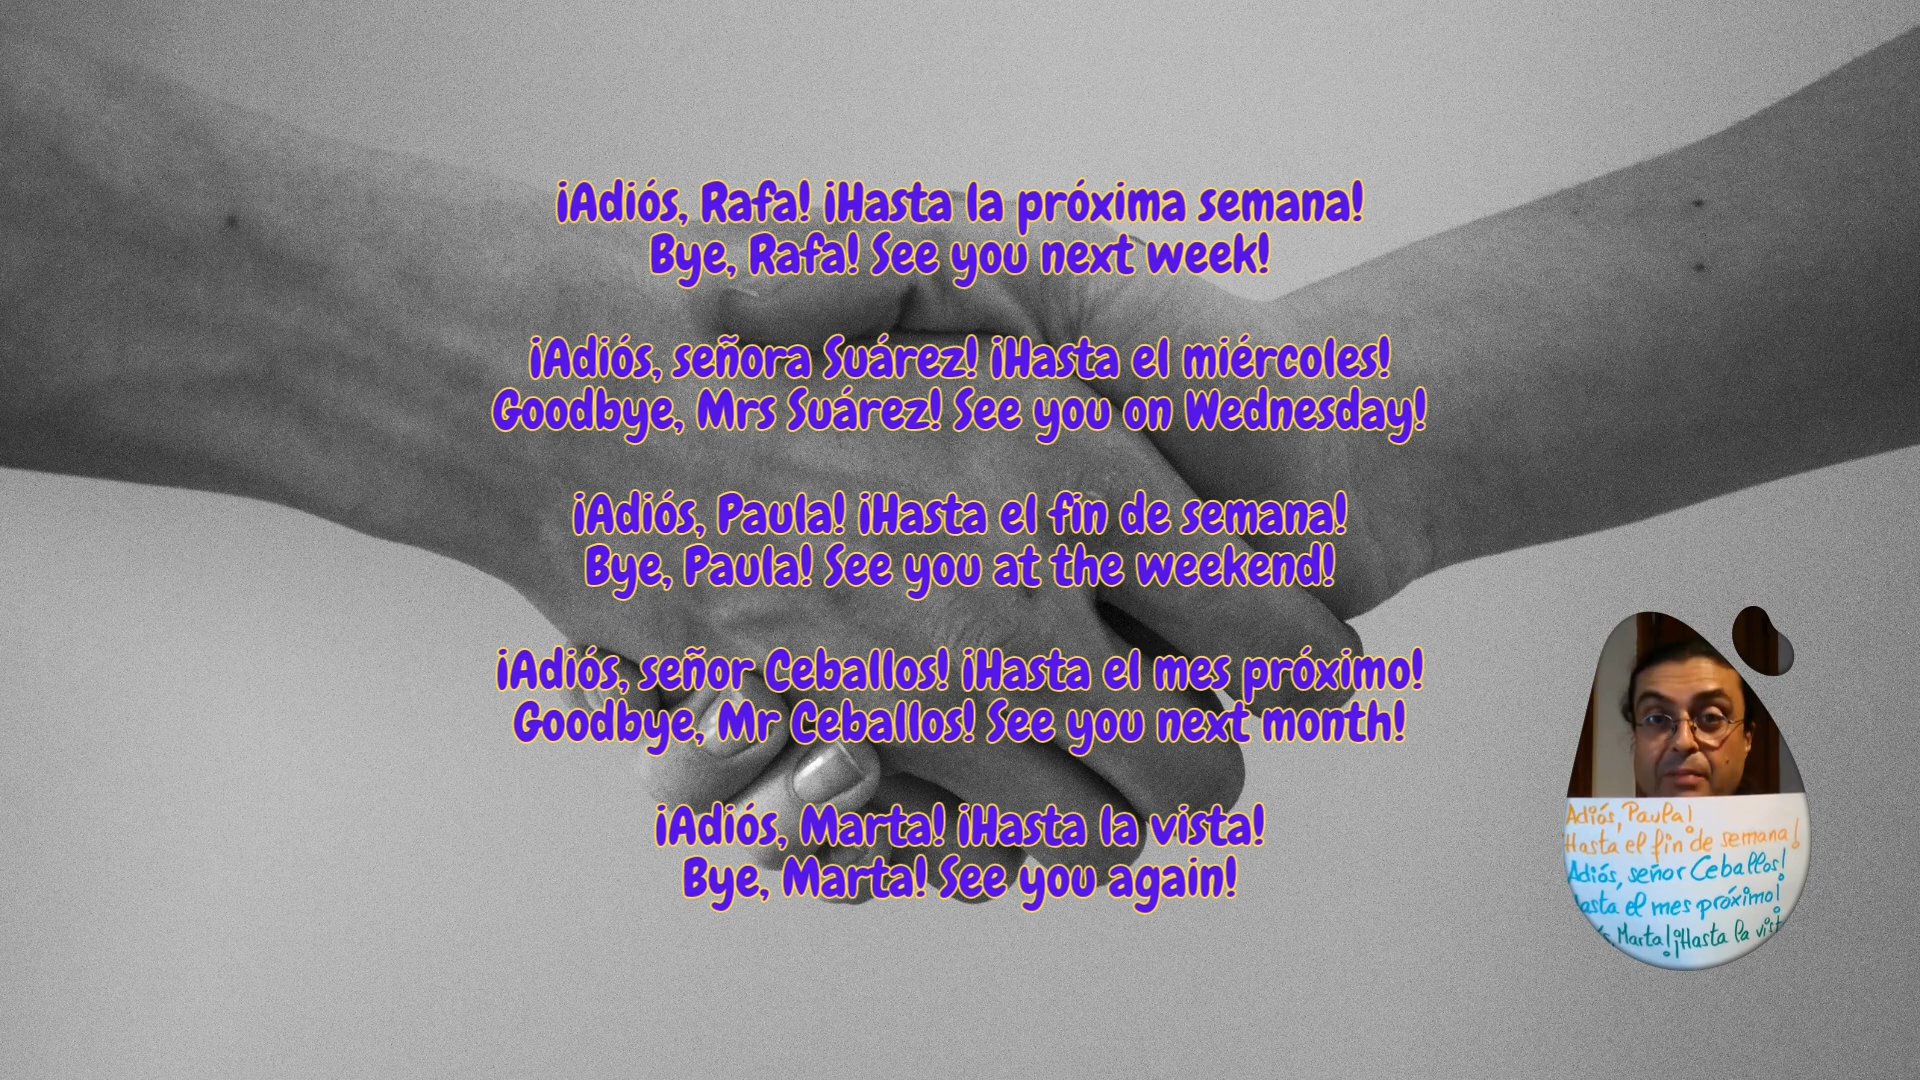 ¡Adiós, Rafa! ¡Hasta la próxima semana!
Bye, Rafa! See you next week!
¡Adiós, señora Suárez! ¡Hasta el miércoles!
Goodbye, Mrs Suárez! See you on Wednesday!
¡Adiós, Paula! ¡Hasta el fin de semana!
Bye, Paula! See you at the weekend!
¡Adiós, señor Ceballos! ¡Hasta el mes próximo!
Goodbye, Mr Ceballos! See you next month!
¡Adiós, Marta! ¡Hasta la vista!
Bye, Marta! See you again!
Adiós, Paula!
Hasta el fin de semana!
Adiós, señor Ceballos!
asta el mes próximo!
, Marta! ¡Hasta la vist